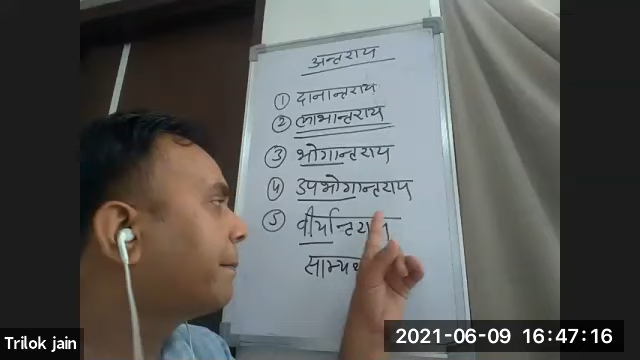 अन्तराय
① दानान्तराय
② लाभान्तराय
③ भोगान्तराय
④ उपभोगान्तराय
⑤ वीर्यान्तराय
Trilok jain
2021-06-09 16:47:16